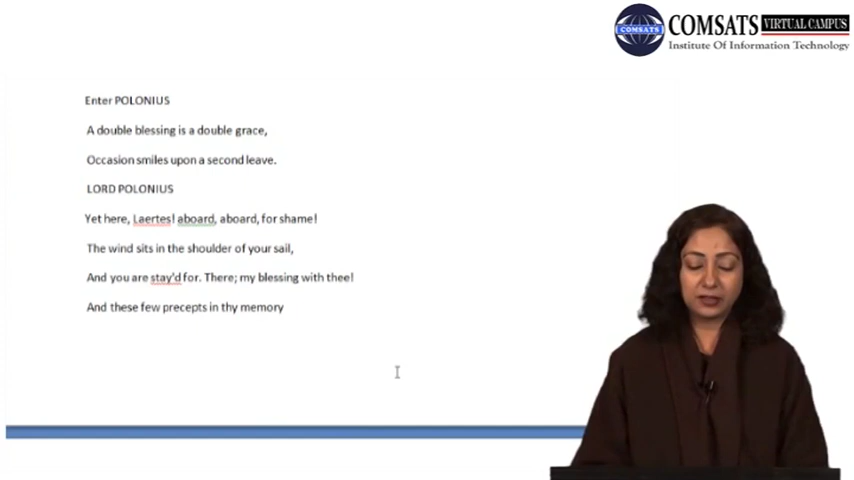 COMSATS VIRTUAL CAMPUS
COMSATS Institute Of Information Technology
Enter POLONIUS
A double blessing is a double grace,
Occasion smiles upon a second leave.
LORD POLONIUS
Yet here, Laertes! aboard, aboard, for shame!
The wind sits in the shoulder of your sail,
And you are stay'd for. There; my blessing with thee!
And these few precepts in thy memory